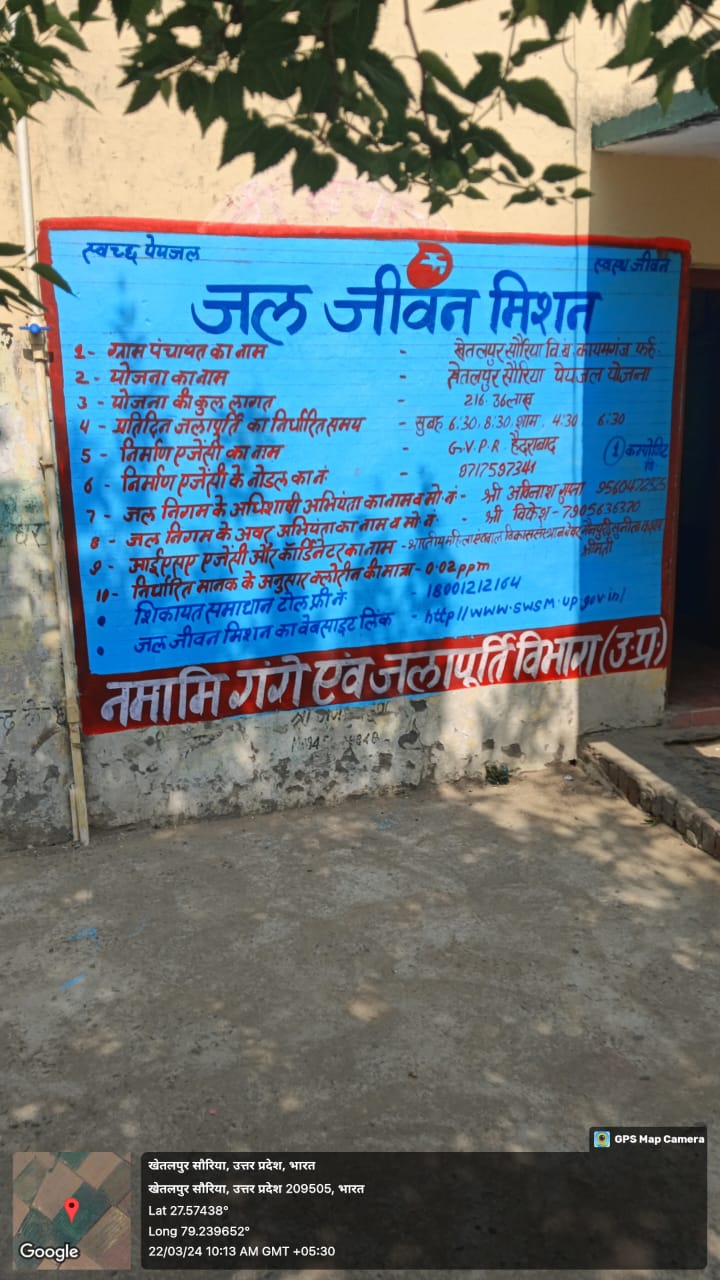 स्वच्छ पेयजल
स्वस्थ जीवन
जल जीवन मिशन
1- ग्राम पंचायत का नाम - खेतलपुर सौरिया वि.ख. कायमगंज फर्रु.
2 - योजना का नाम - खेतलपुर सौरिया पेयजल योजना
3 - योजना की कुल लागत - 216.36लाख
4 - प्रतिदिन जलापूर्ति का निर्धारित समय - सुबह 6:30, 8:30, शाम, 4:30 6:30
5 - निर्माण एजेंसी का नाम - G.V.P.R. हैदराबाद
6 - निर्माण एजेंसी के नोडल का नं - 8717597341
7 - जल निगम के अधिशाषी अभियंता का नाम व मो नं - श्री अविनाश गुप्ता 9560472525
8 - जल निगम के अवर अभियंता का नाम व मो नं - श्री विकेश - 7905636370
9 - आईएसए एजेंसी और कॉर्डिनेटर का नाम - भारतीय महिला एवं बाल विकास संस्थान श्रीमती
10- निर्धारित मानक के अनुसार क्लोरीन की मात्रा - 0.02ppm
• शिकायत समाधान टोल फ्री नं - 18001212164
• जल जीवन मिशन का वेबसाइट लिंक - http//www.swsm.up.gov.in/
नमामि गंगे एंव जलापूर्ति विभाग (उ:प्र:)
GPS Map Camera
खेतलपुर सौरिया, उत्तर प्रदेश, भारत
खेतलपुर सौरिया, उत्तर प्रदेश 209505, भारत
Lat 27.57438°
Long 79.239652°
22/03/24 10:13 AM GMT +05:30
Google